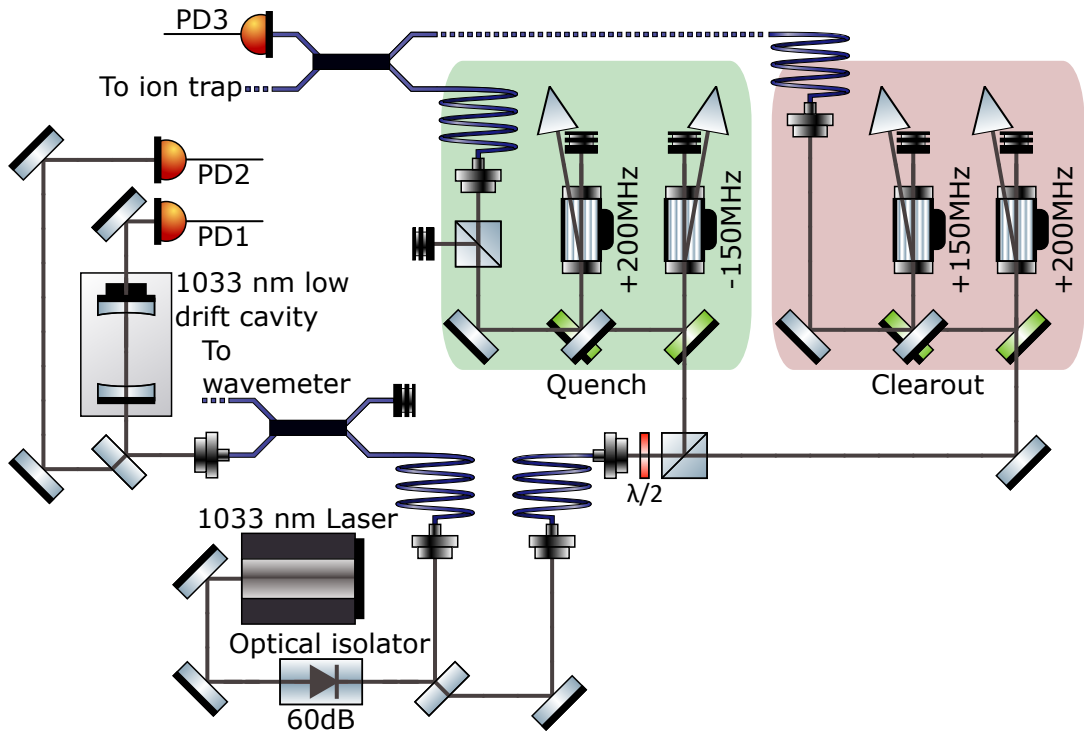 PD3
To ion trap
PD2
PD1
+200MHz
-150MHz
+150MHz
+200MHz
1033 nm low
drift cavity
To
wavemeter
Quench
Clearout
λ/2
1033 nm Laser
Optical isolator
60dB